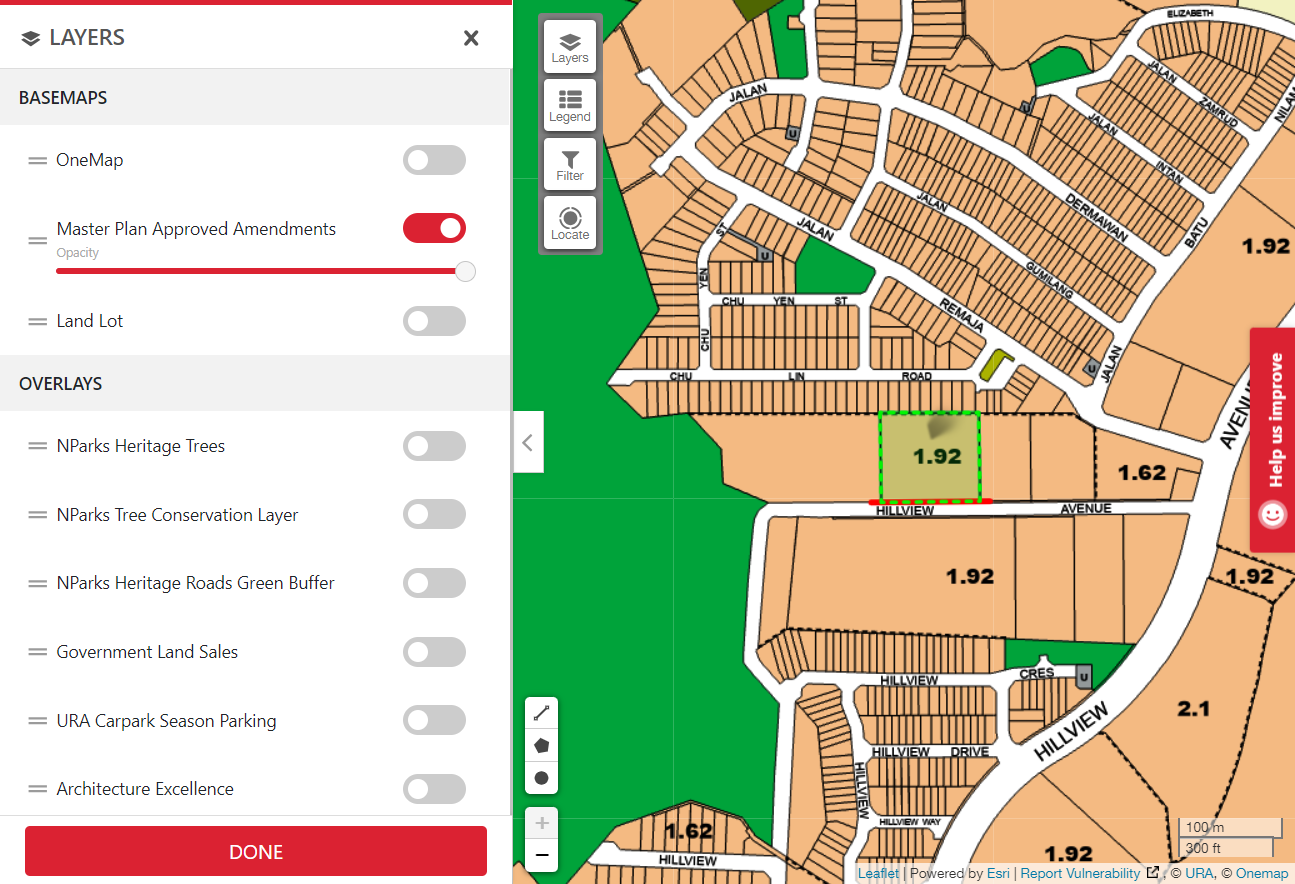 LAYERS
BASEMAPS
OneMap
Master Plan Approved Amendments
Opacity
Land Lot
OVERLAYS
NParks Heritage Trees
NParks Tree Conservation Layer
NParks Heritage Roads Green Buffer
Government Land Sales
URA Carpark Season Parking
Architecture Excellence
DONE
Layers
Legend
Filter
Locate
ELIZABETH
JALAN
JALAN
ZAMRUD
NILAM
U
JALAN
INTAN
U
JALAN
DERMAWAN
BATU
1.92
JALAN
ST
U
GUMILANG
YEN
CHU YEN ST
REMAJA
CHU
JALAN
U
CHU LIN ROAD
AVENUE
Help us improve
1.92
1.62
HILLVIEW AVENUE
1.92
1.92
CRES
U
HILLVIEW
2.1
HILLVIEW
HILLVIEW DRIVE
HILLVIEW
HILLVIEW WAY
1.62
HILLVIEW
1.92
100 m
300 ft
Leaflet | Powered by Esri | Report Vulnerability , © URA, © Onemap